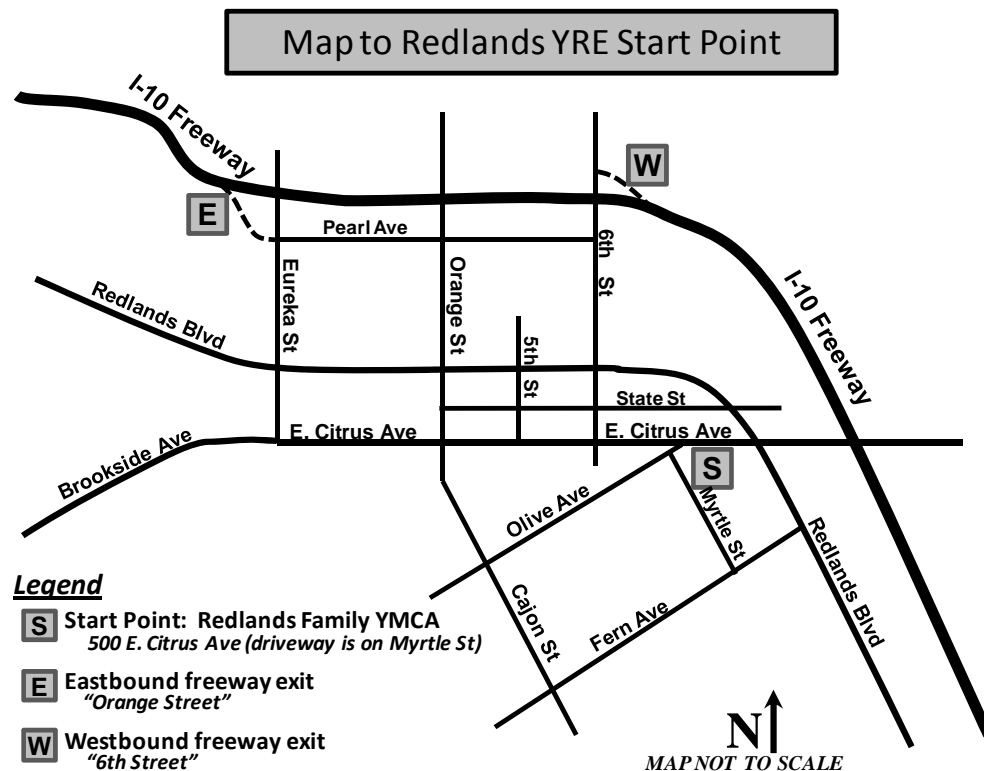 Map to Redlands YRE Start Point
I-10 Freeway
W
E
Pearl Ave
6th St
Eureka St
Orange St
I-10 Freeway
Redlands Blvd
5th St
State St
E. Citrus Ave
E. Citrus Ave
Brookside Ave
S
Olive Ave
Myrtle St
Redlands Blvd
Cajon St
Fern Ave
Legend
S Start Point: Redlands Family YMCA
500 E. Citrus Ave (driveway is on Myrtle St)
E Eastbound freeway exit
“Orange Street”
W Westbound freeway exit
“6th Street”
N
MAP NOT TO SCALE